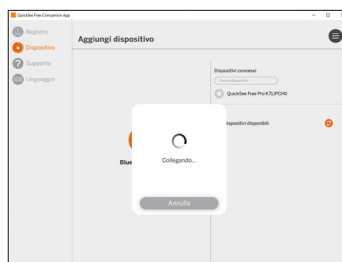 QuickSee Free Companion App
Registro
Dispositivo
Supporto
Linguaggio
Aggiungi dispositivo
Dispositivi connessi
QuickSee Free Pro K7LJPCH0
dispositivi disponibili
Blue
Collegando...
Annulla